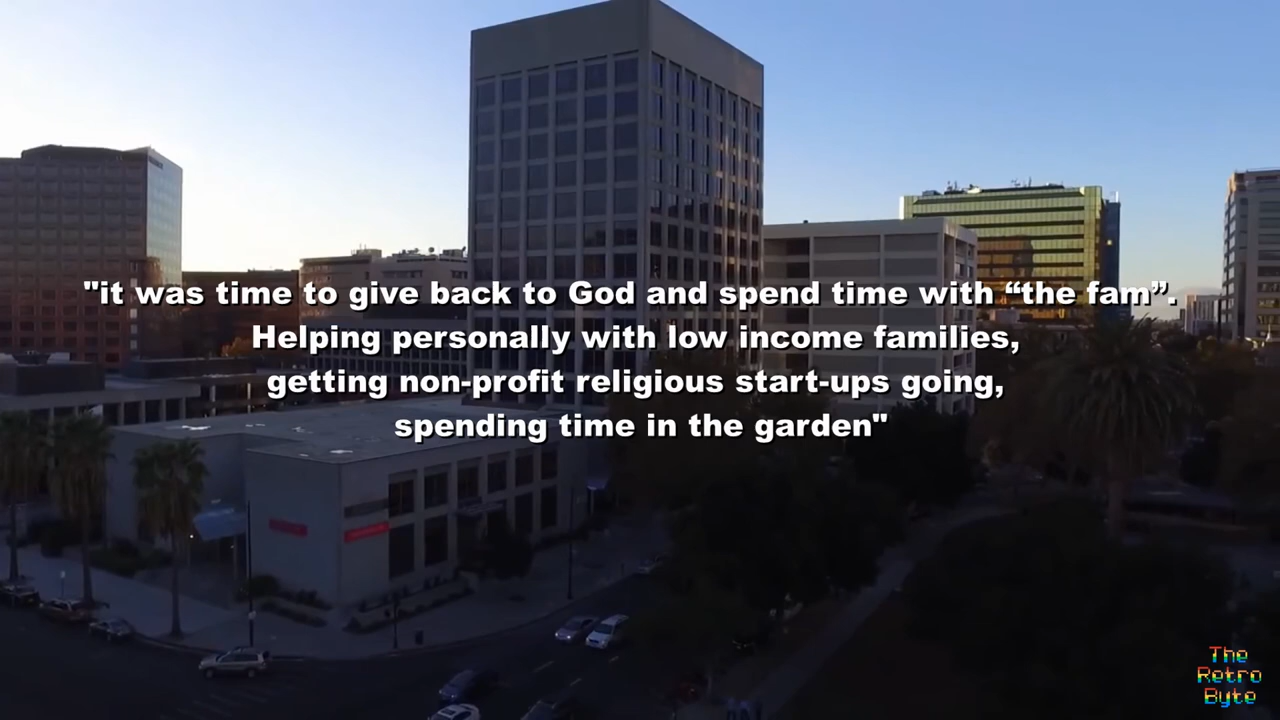 "it was time to give back to God and spend time with “the fam”.
Helping personally with low income families,
getting non-profit religious start-ups going,
spending time in the garden"
The
Retro
Byte